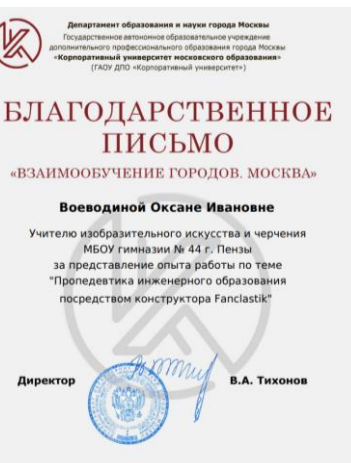 Департамент образования и науки города Москвы
Государственное автономное образовательное учреждение
дополнительного профессионального образования города Москвы
«Корпоративный университет московского образования»
(ГАОУ ДПО «Корпоративный университет»)
БЛАГОДАРСТВЕННОЕ
ПИСЬМО
«ВЗАИМООБУЧЕНИЕ ГОРОДОВ. МОСКВА»
Воеводиной Оксане Ивановне
Учителю изобразительного искусства и черчения
МБОУ гимназии № 44 г. Пензы
за представление опыта работы по теме
"Пропедевтика инженерного образования
посредством конструктора Fanclastik"
Директор В.А. Тихонов